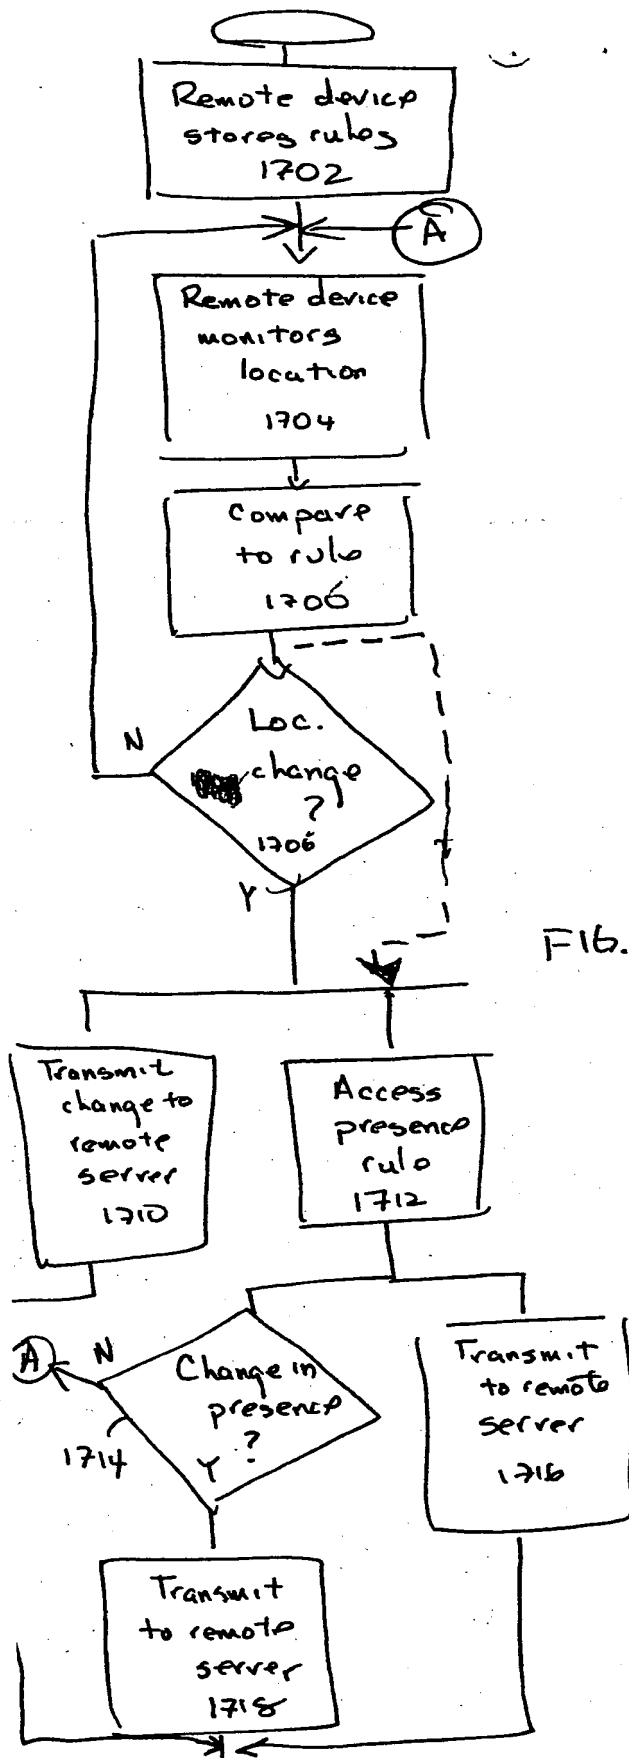 Remote device
stores rules
1702
A
Remote device
monitors
location
1704
Compare
to rule
1706
N
Loc.
change
?
1706
Y
FIG.
Transmit
change to
remote
server
1710
Access
presence
rule
1712
A
N
Change in
presence
?
1714
Y
Transmit
to remote
server
1716
Transmit
to remote
server
1718